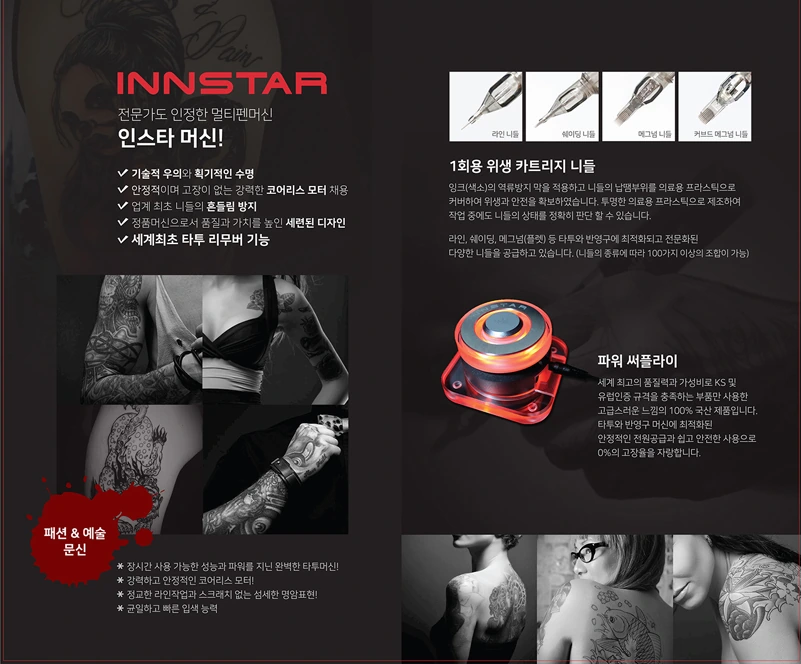 Pain
INNSTAR
전문가도 인정한 멀티펜머신
인스타 머신!
기술적 우의와 획기적인 수명
안정적이며 고장이 없는 강력한 코어리스 모터 채용
업계 최초 니들의 흔들림 방지
정품머신으로서 품질과 가치를 높인 세련된 디자인
세계최초 타투 리무버 기능
패션 & 예술
문신
* 장시간 사용 가능한 성능과 파워를 지닌 완벽한 타투머신!
* 강력하고 안정적인 코어리스 모터!
* 정교한 라인작업과 스크래치 없는 섬세한 명암표현!
* 균일하고 빠른 입색 능력
라인 니들
쉐이딩 니들
메그넘 니들
커브드 메그넘 니들
1회용 위생 카트리지 니들
잉크(색소)의 역류방지 막을 적용하고 니들의 납땜부위를 의료용 프라스틱으로
커버하여 위생과 안전을 확보하였습니다. 투명한 의료용 프라스틱으로 제조하여
작업 중에도 니들의 상태를 정확히 판단 할 수 있습니다.
라인, 쉐이딩, 메그넘(플렛) 등 타투와 반영구에 최적화되고 전문화된
다양한 니들을 공급하고 있습니다. (니들의 종류에 따라 100가지 이상의 조합이 가능)
INNSTAR
파워 써플라이
세계 최고의 품질력과 가성비로 KS 및
유럽인증 규격을 충족하는 부품만 사용한
고급스러운 느낌의 100% 국산 제품입니다.
타투와 반영구 머신에 최적화된
안정적인 전원공급과 쉽고 안전한 사용으로
0%의 고장율을 자랑합니다.